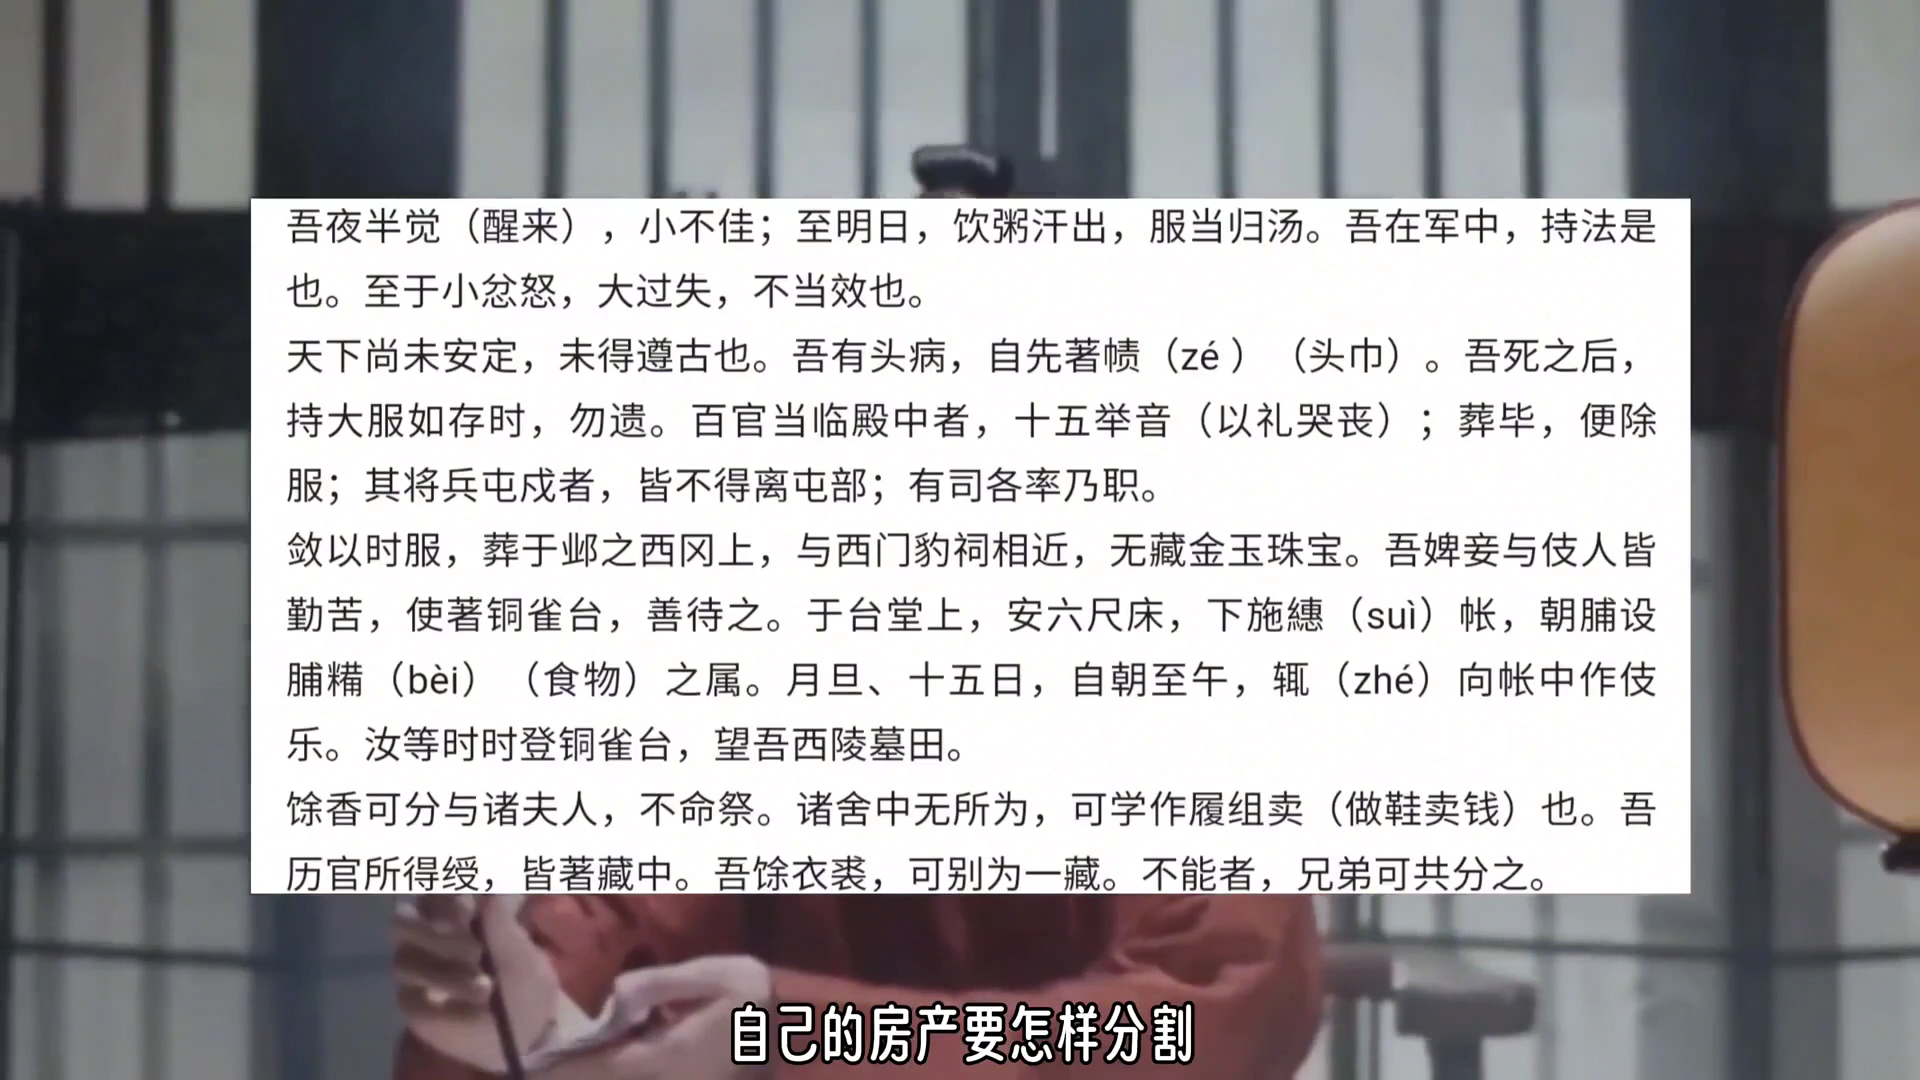 吾夜半觉（醒来），小不佳；至明日，饮粥汗出，服当归汤。吾在军中，持法是
也。至于小忿怒，大过失，不当效也。
天下尚未安定，未得遵古也。吾有头病，自先著帻（zé ）（头巾）。吾死之后，
持大服如存时，勿遗。百官当临殿中者，十五举音（以礼哭丧）；葬毕，便除
服；其将兵屯戍者，皆不得离屯部；有司各率乃职。
敛以时服，葬于邺之西冈上，与西门豹祠相近，无藏金玉珠宝。吾婢妾与伎人皆
勤苦，使著铜雀台，善待之。于台堂上，安六尺床，下施繐（suì）帐，朝脯设
脯糒（bèi）（食物）之属。月旦、十五日，自朝至午，辄（zhé）向帐中作伎
乐。汝等时时登铜雀台，望吾西陵墓田。
馀香可分与诸夫人，不命祭。诸舍中无所为，可学作履组卖（做鞋卖钱）也。吾
历官所得绶，皆著藏中。吾馀衣裘，可别为一藏。不能者，兄弟可共分之。
自己的房产要怎样分割